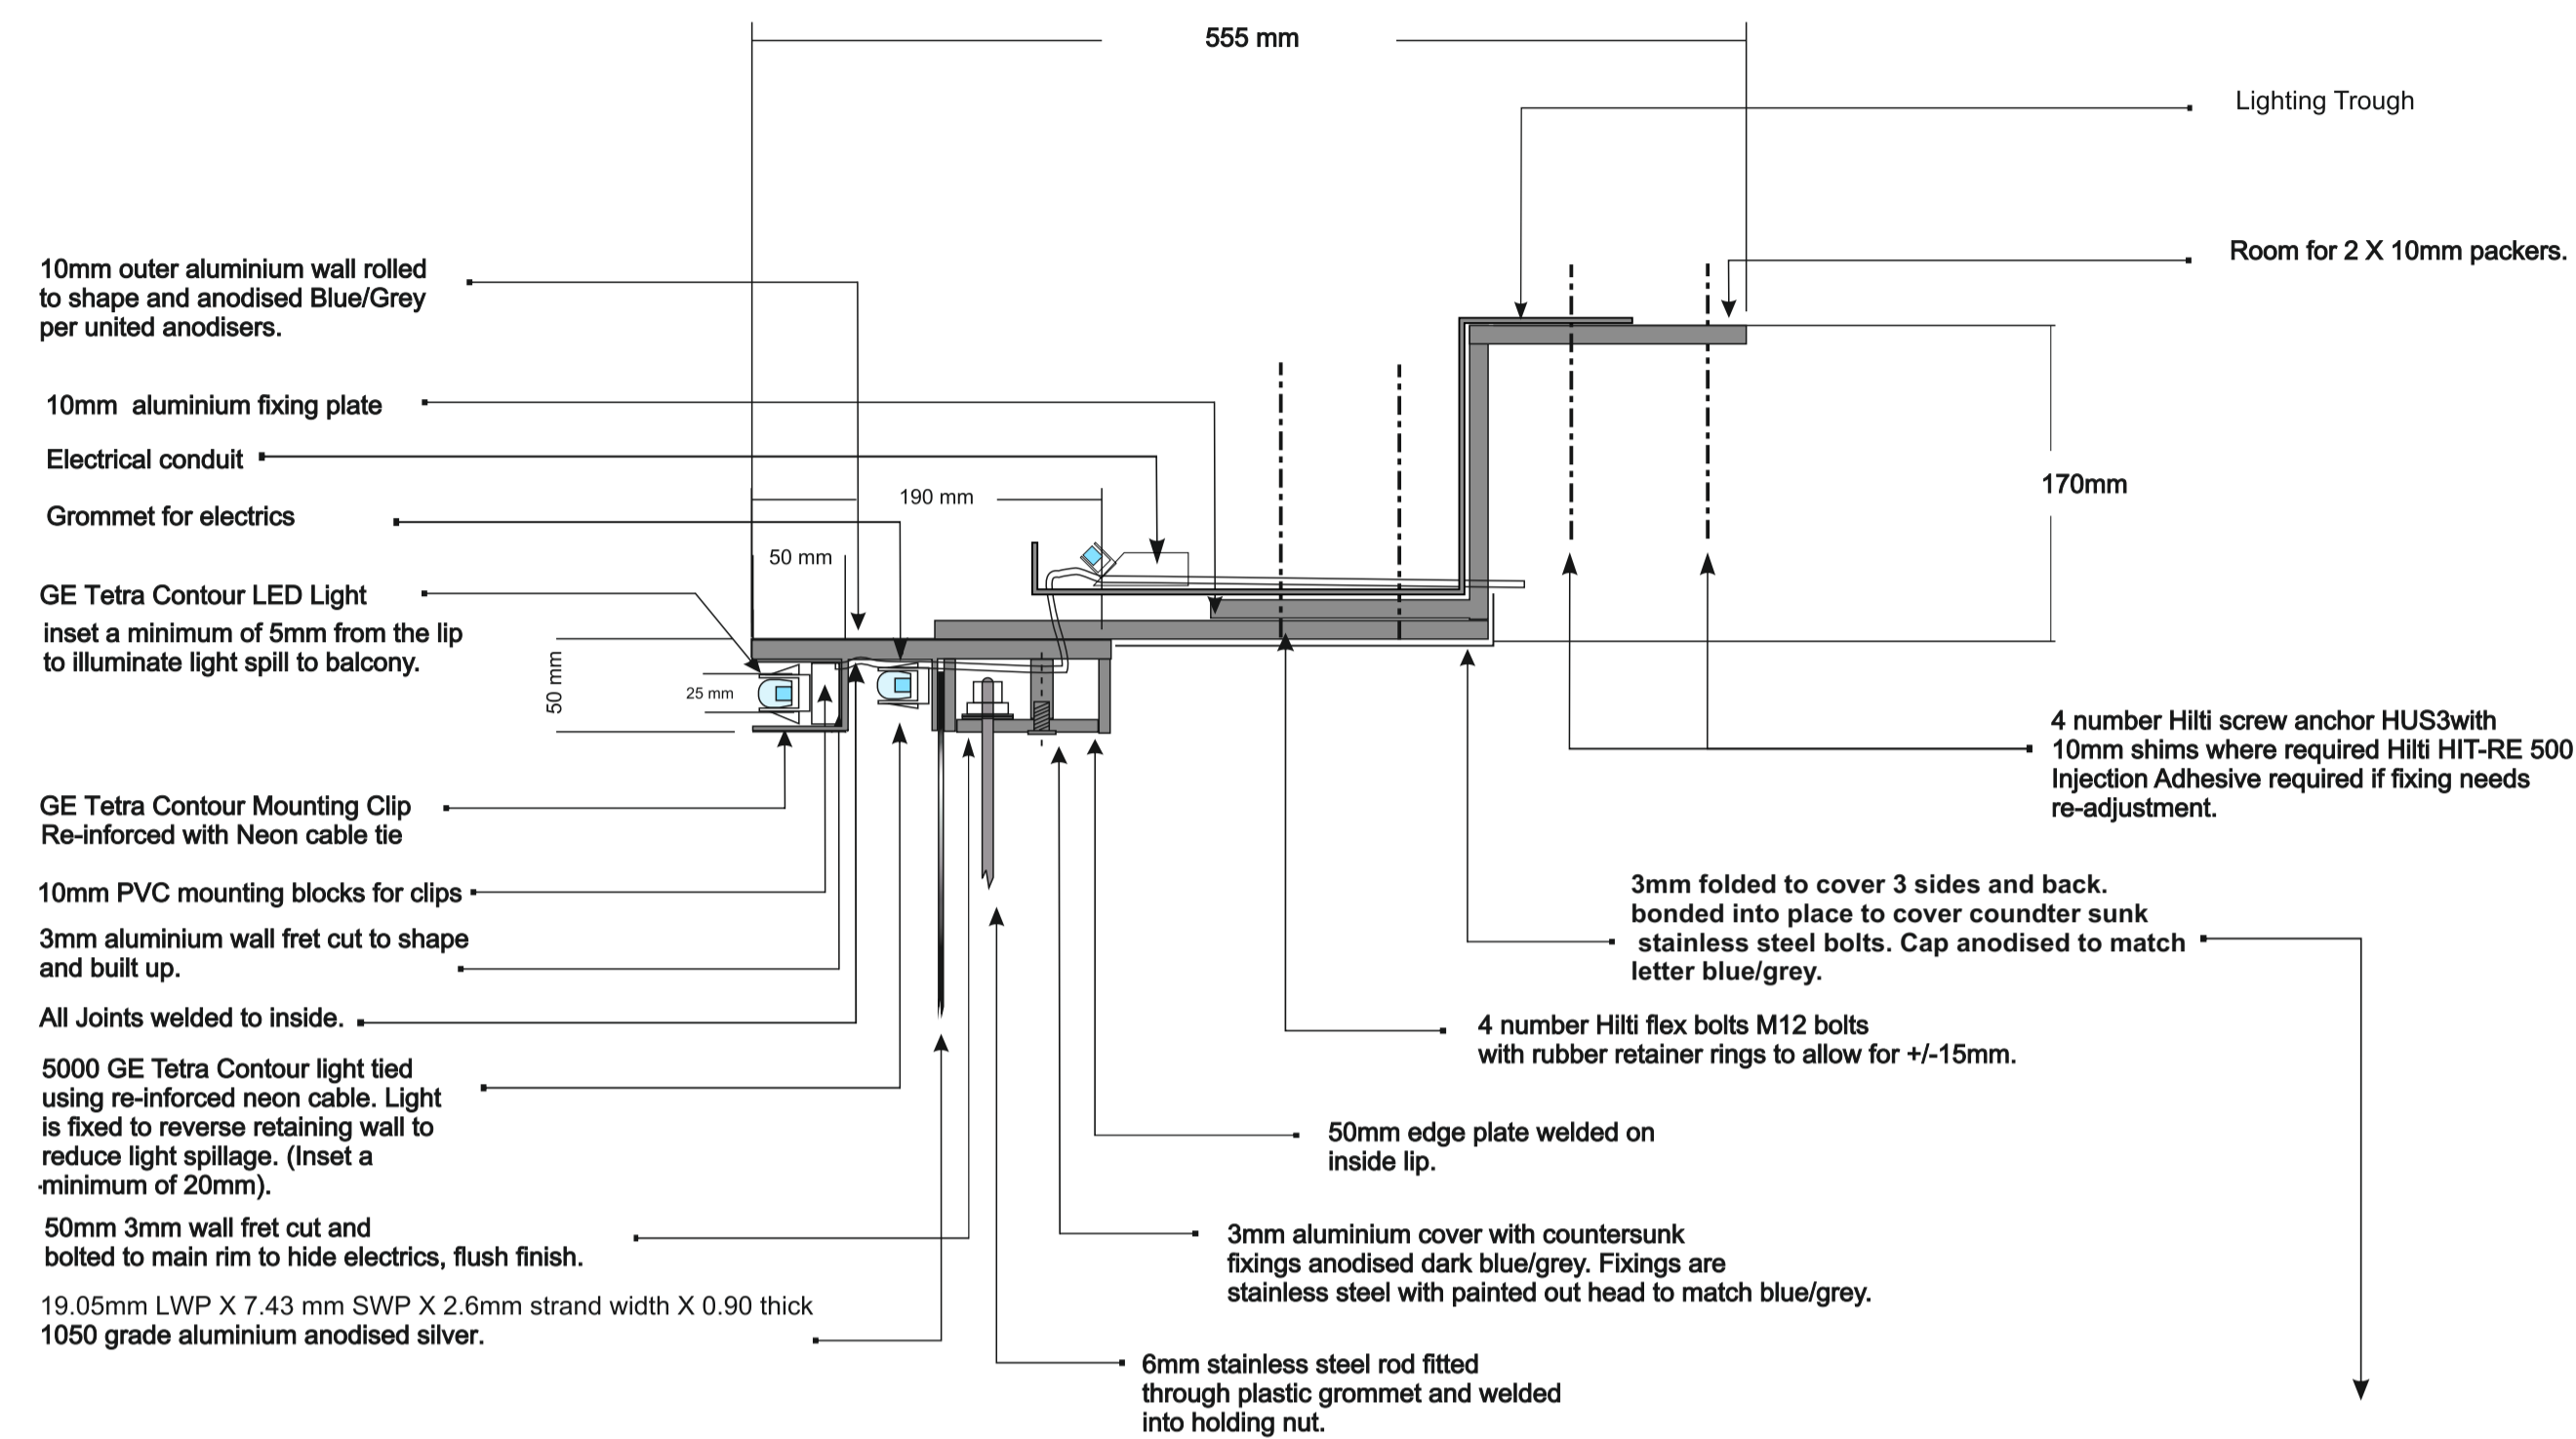 555 mm
Lighting Trough
Room for 2 X 10mm packers.
10mm outer aluminium wall rolled
to shape and anodised Blue/Grey
per united anodisers.
10mm aluminium fixing plate
Electrical conduit
Grommet for electrics
190 mm
50 mm
170mm
GE Tetra Contour LED Light
inset a minimum of 5mm from the lip
to illuminate light spill to balcony.
50 mm
25 mm
GE Tetra Contour Mounting Clip
Re-inforced with Neon cable tie
10mm PVC mounting blocks for clips
3mm aluminium wall fret cut to shape
and built up.
All Joints welded to inside.
5000 GE Tetra Contour light tied
using re-inforced neon cable. Light
is fixed to reverse retaining wall to
reduce light spillage. (Inset a
-minimum of 20mm).
50mm 3mm wall fret cut and
bolted to main rim to hide electrics, flush finish.
19.05mm LWP X 7.43 mm SWP X 2.6mm strand width X 0.90 thick
1050 grade aluminium anodised silver.
4 number Hilti screw anchor HUS3with
10mm shims where required Hilti HIT-RE 500
Injection Adhesive required if fixing needs
re-adjustment.
3mm folded to cover 3 sides and back.
bonded into place to cover coundter sunk
stainless steel bolts. Cap anodised to match
letter blue/grey.
4 number Hilti flex bolts M12 bolts
with rubber retainer rings to allow for +/-15mm.
50mm edge plate welded on
inside lip.
3mm aluminium cover with countersunk
fixings anodised dark blue/grey. Fixings are
stainless steel with painted out head to match blue/grey.
6mm stainless steel rod fitted
through plastic grommet and welded
into holding nut.